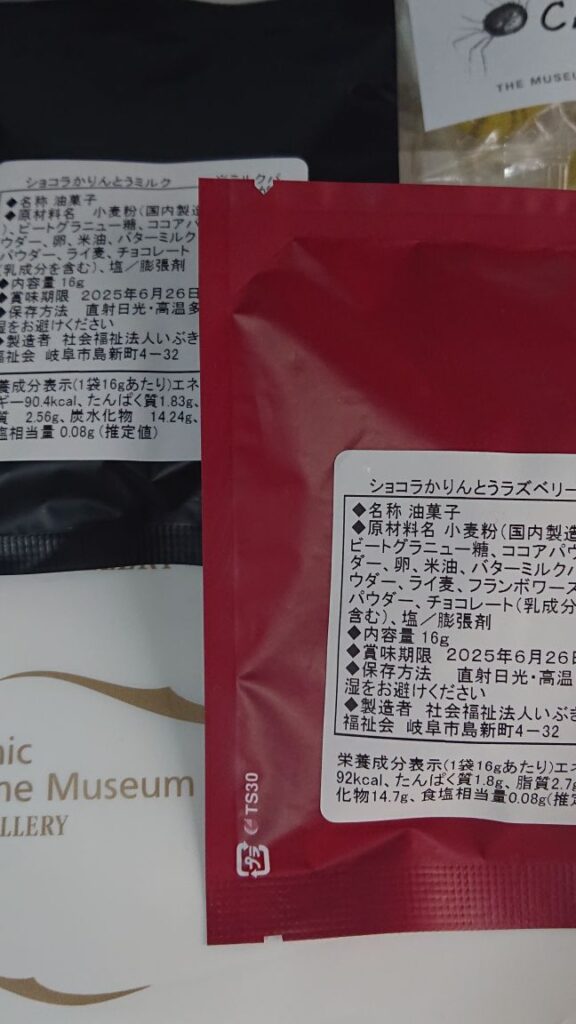 THE MUSEU
ショコラかりんとうミルク
◆名称 油菓子
◆原材料名 小麦粉(国内製造
)、ビートグラニュー糖、ココアパ
ウダー、卵、米油、バターミルク
パウダー、ライ麦、チョコレート
(乳成分を含む)、塩/膨張剤
◆内容量 16g
◆賞味期限 2025年6月26日
◆保存方法 直射日光・高温多
湿をお避けください
◆製造者 社会福祉法人いぶき
福祉会 岐阜市島新町4-32
栄養成分表示(1袋16gあたり)エネ
ギー90.4kcal、たんぱく質1.83g、
質 2.56g、炭水化物 14.24g、
塩相当量 0.08g(推定値)
ショコラかりんとうラズベリー
◆名称 油菓子
◆原材料名 小麦粉(国内製造
ビートグラニュー糖、ココアパウ
ダー、卵、米油、バターミルクパ
ウダー、ライ麦、フランボワーズ
パウダー、チョコレート(乳成分
含む)、塩/膨張剤
◆内容量 16g
◆賞味期限 2025年6月26日
◆保存方法 直射日光・高温
湿をお避けください
◆製造者 社会福祉法人いぶ
福祉会 岐阜市島新町4-32
栄養成分表示(1袋16gあたり)エネ
92kcal、たんぱく質1.8g、脂質2.7g
化物14.7g、食塩相当量0.08g(推定
TS30
プラ
nic
ne Museum
LLERY